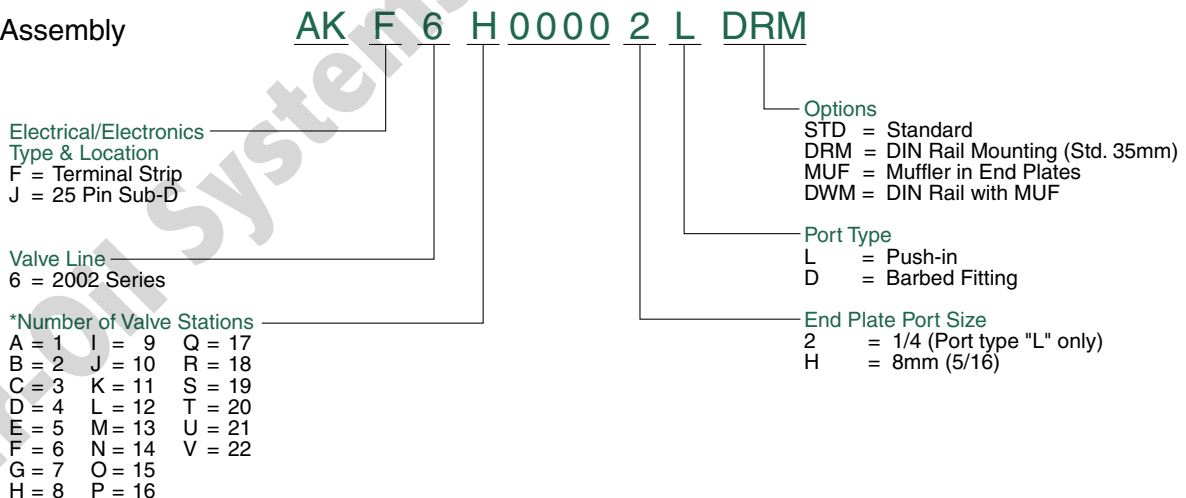 Assembly
AK F 6 H 0000 2 L DRM
Electrical/Electronics
Type & Location
F = Terminal Strip
J = 25 Pin Sub-D
Valve Line
6 = 2002 Series
*Number of Valve Stations
A = 1 I = 9 Q = 17
B = 2 J = 10 R = 18
C = 3 K = 11 S = 19
D = 4 L = 12 T = 20
E = 5 M = 13 U = 21
F = 6 N = 14 V = 22
G = 7 O = 15
H = 8 P = 16
Options
STD = Standard
DRM = DIN Rail Mounting (Std. 35mm)
MUF = Muffler in End Plates
DWM = DIN Rail with MUF
Port Type
L = Push-in
D = Barbed Fitting
End Plate Port Size
2 = 1/4 (Port type "L" only)
H = 8mm (5/16)
-Oil Systems